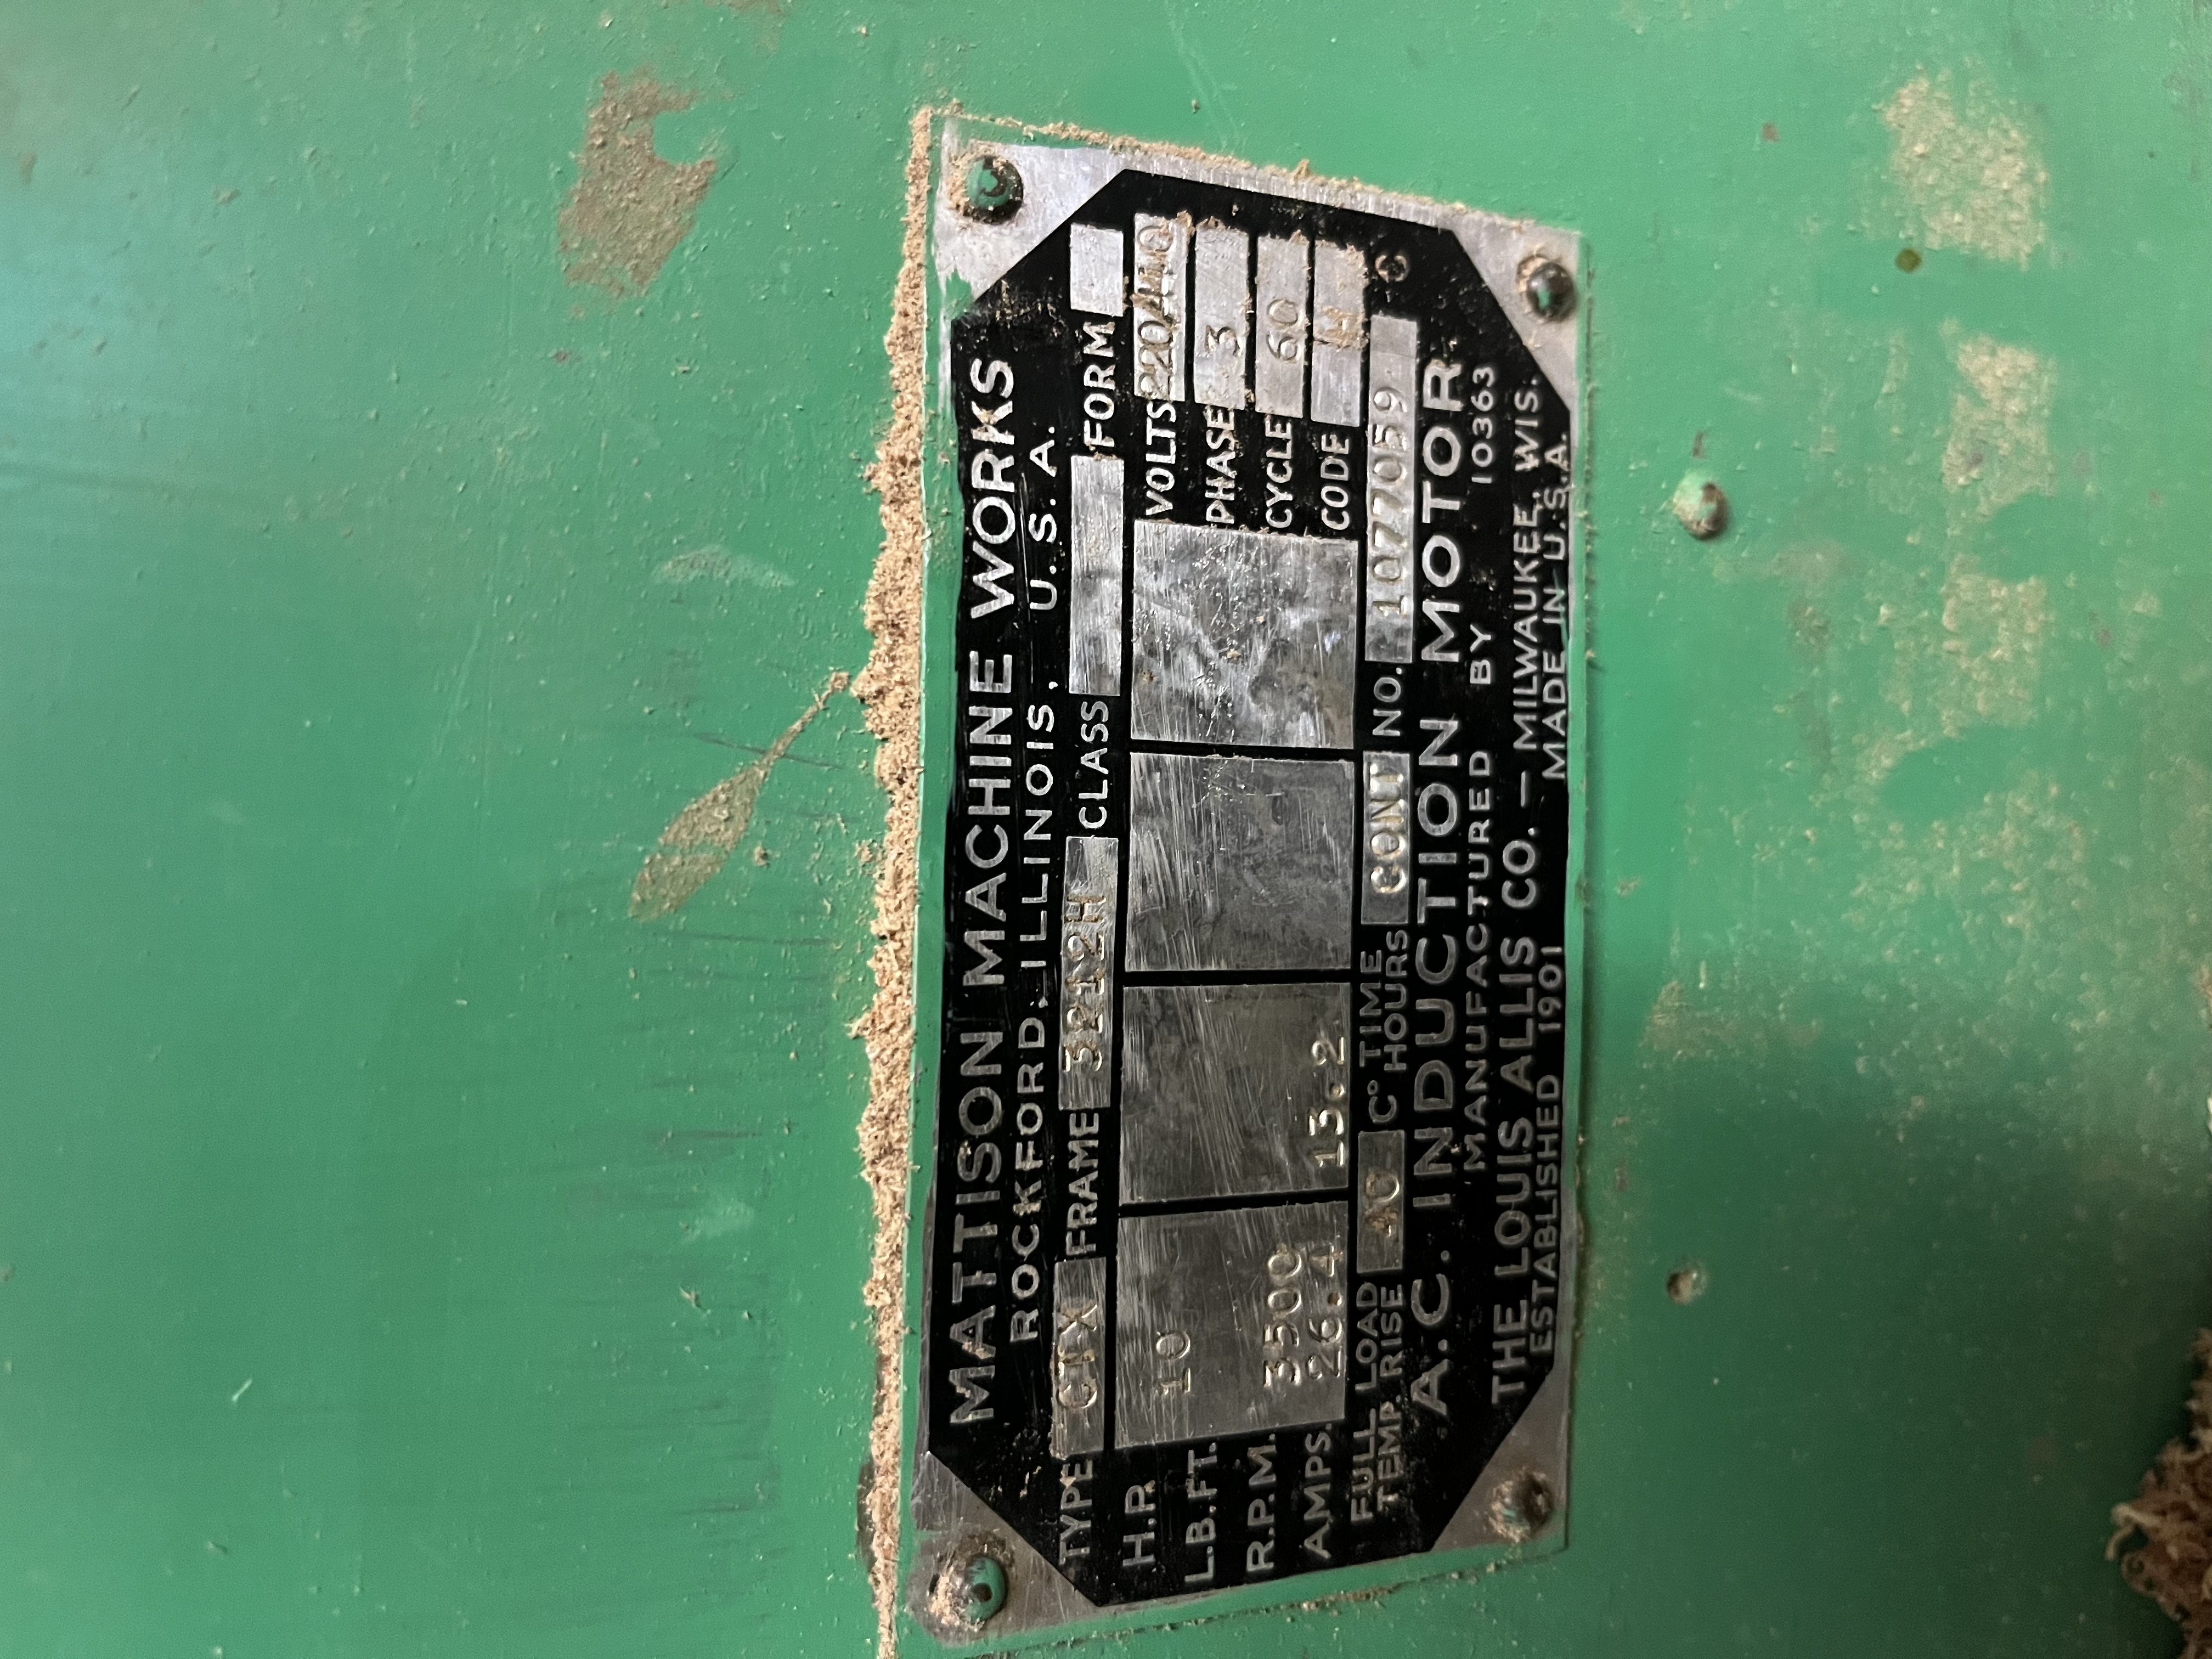 MATTISON MACHINE WORKS
ROCKFORD, ILLINOIS, U.S.A.
TYPE CTX FRAME 5212H CLASS FORM
H.P. 10 VOLTS 220/440
LB.FT. PHASE 3
R.P.M. 3500 CYCLE 60
AMPS. 26.4 13.2 CODE H
FULL LOAD TEMP. RISE 40 C° TIME HOURS CONT NO. 1077059
A.C. INDUCTION MOTOR
MANUFACTURED BY 10363
THE LOUIS ALLIS CO. — MILWAUKEE, WIS.
ESTABLISHED 1901 MADE IN U.S.A.